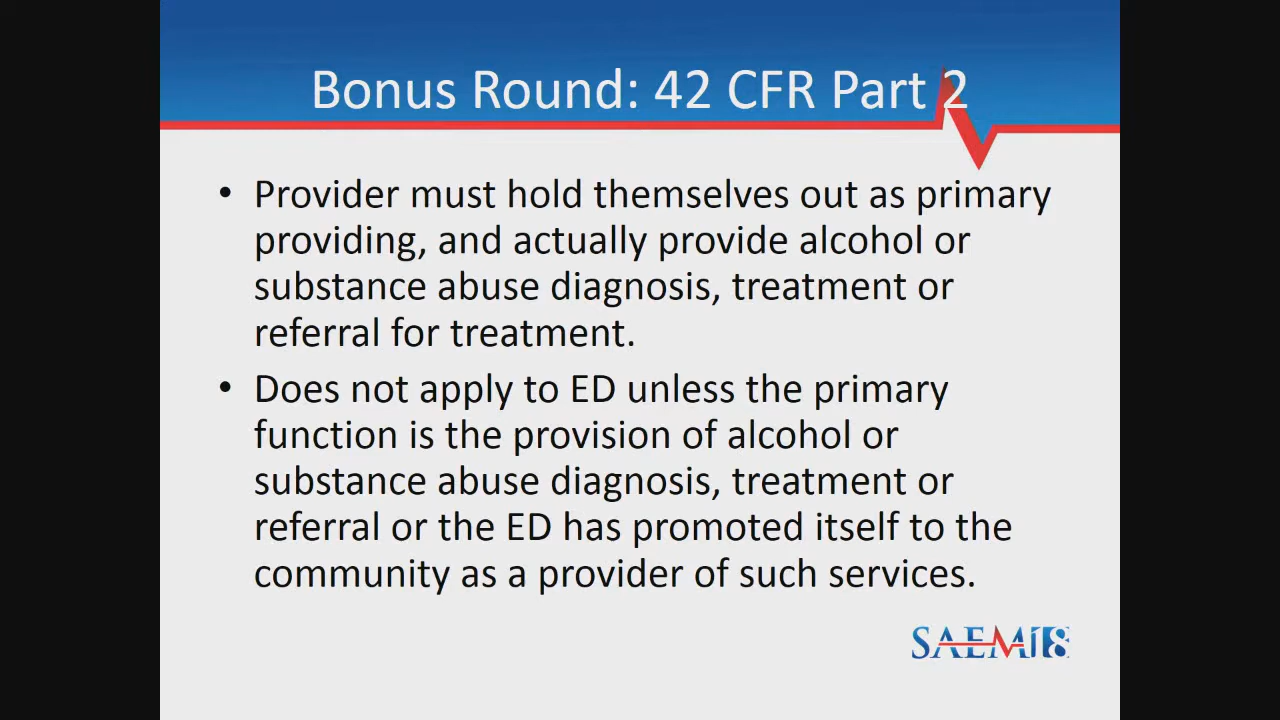 Bonus Round: 42 CFR Part 2
• Provider must hold themselves out as primary
providing, and actually provide alcohol or
substance abuse diagnosis, treatment or
referral for treatment.
• Does not apply to ED unless the primary
function is the provision of alcohol or
substance abuse diagnosis, treatment or
referral or the ED has promoted itself to the
community as a provider of such services.
SAEM18